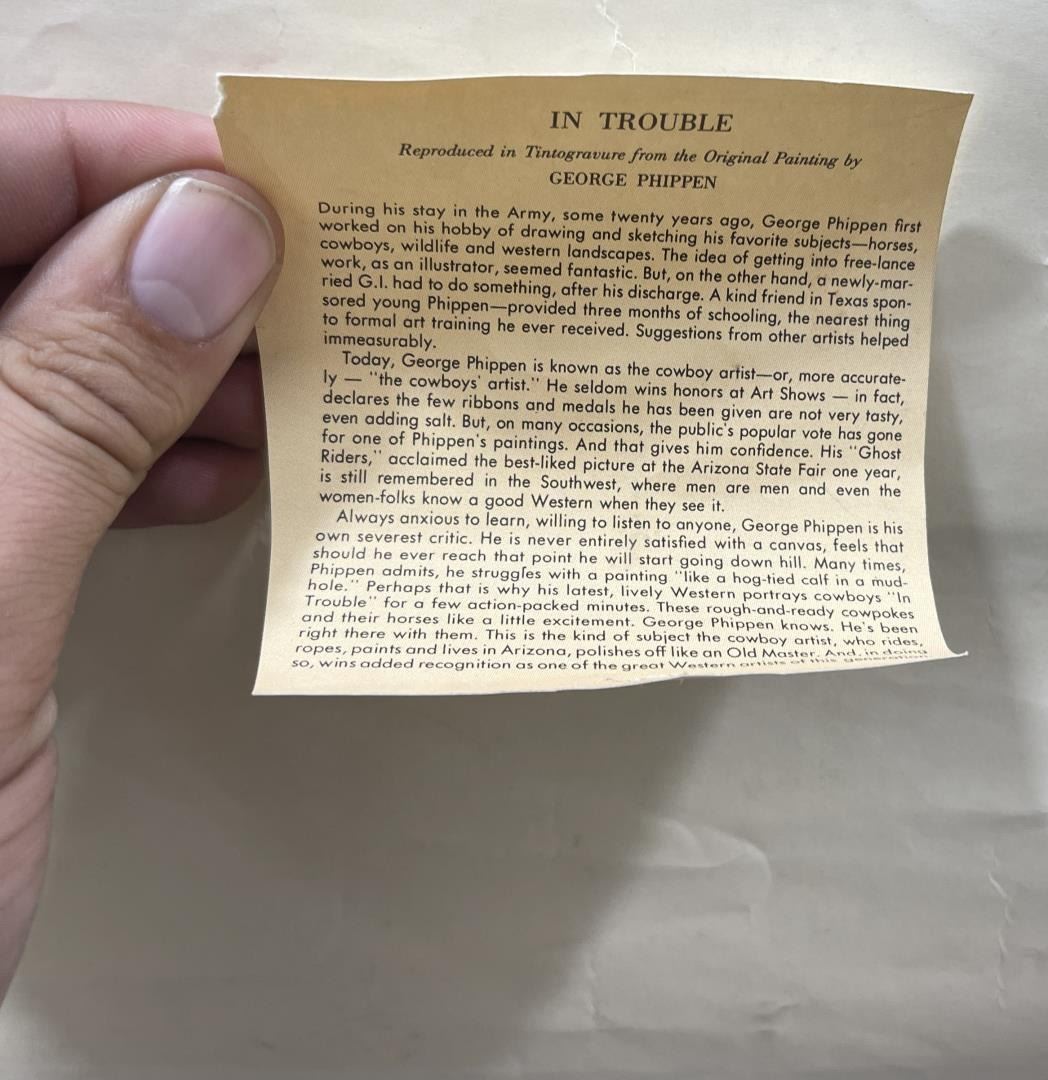 IN TROUBLE
Reproduced in Tintogravure from the Original Painting by
GEORGE PHIPPEN
During his stay in the Army, some twenty years ago, George Phippen first
worked on his hobby of drawing and sketching his favorite subjects—horses,
cowboys, wildlife and western landscapes. The idea of getting into free-lance
work, as an illustrator, seemed fantastic. But, on the other hand, a newly-mar-
ried G.I. had to do something, after his discharge. A kind friend in Texas spon-
sored young Phippen—provided three months of schooling, the nearest thing
to formal art training he ever received. Suggestions from other artists helped
immeasurably.
Today, George Phippen is known as the cowboy artist—or, more accurate-
ly — "the cowboys' artist." He seldom wins honors at Art Shows — in fact,
declares the few ribbons and medals he has been given are not very tasty,
even adding salt. But, on many occasions, the public's popular vote has gone
for one of Phippen's paintings. And that gives him confidence. His "Ghost
Riders," acclaimed the best-liked picture at the Arizona State Fair one year,
is still remembered in the Southwest, where men are men and even the
women-folks know a good Western when they see it.
Always anxious to learn, willing to listen to anyone, George Phippen is his
own severest critic. He is never entirely satisfied with a canvas, feels that
should he ever reach that point he will start going down hill. Many times,
Phippen admits, he struggles with a painting "like a hog-tied calf in a mud-
hole." Perhaps that is why his latest, lively Western portrays cowboys "In
Trouble" for a few action-packed minutes. These rough-and-ready cowpokes
and their horses like a little excitement. George Phippen knows. He's been
right there with them. This is the kind of subject the cowboy artist, who rides,
ropes, paints and lives in Arizona, polishes off like an Old Master. And, in doing
so, wins added recognition as one of the great Western artists of this generation.